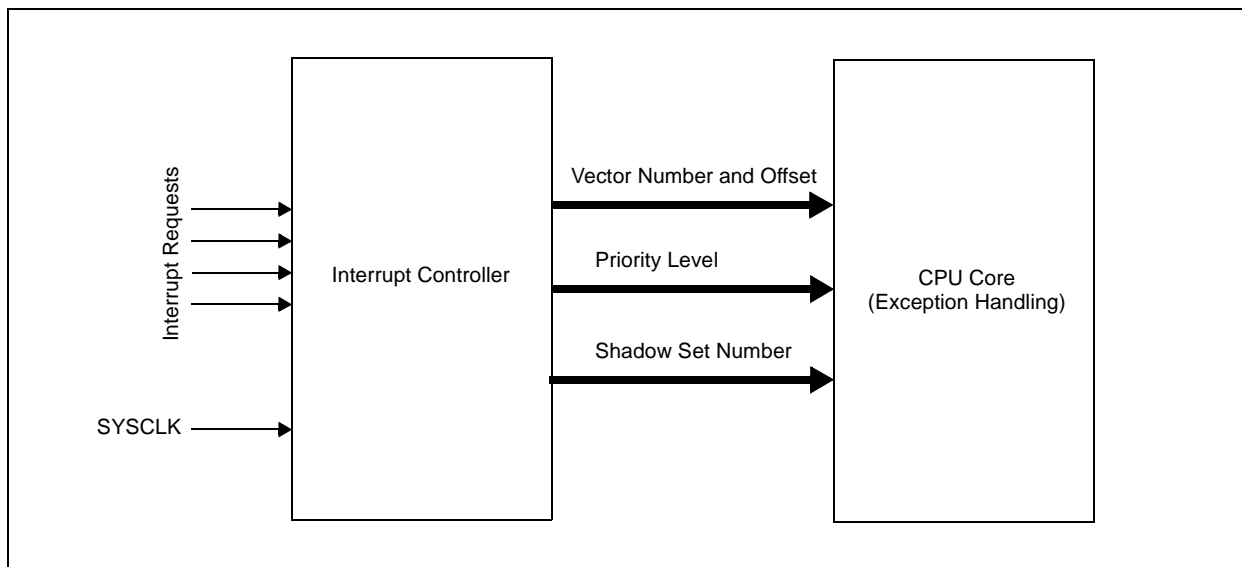 Interrupt Requests
SYSCLK
Interrupt Controller
Vector Number and Offset
Priority Level
Shadow Set Number
CPU Core
(Exception Handling)